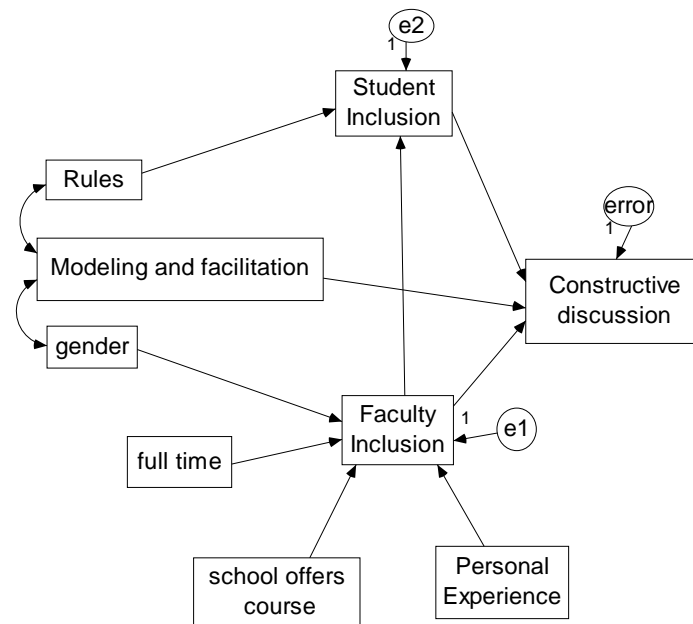 e2
1
Student
Inclusion
Rules
error
1
Modeling and facilitation
Constructive
discussion
gender
Faculty
Inclusion
1
e1
full time
school offers
course
Personal
Experience